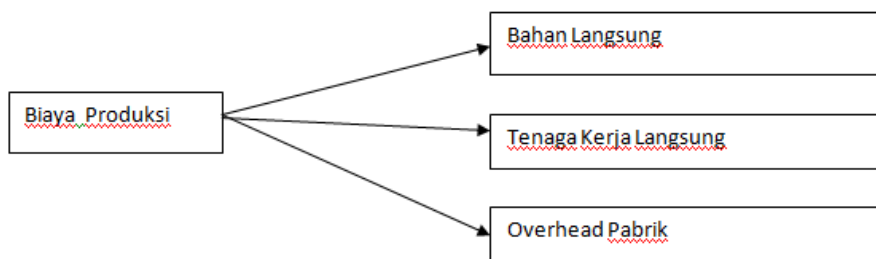 Bahan Langsung
Biaya Produksi
Tenaga Kerja Langsung
Overhead Pabrik